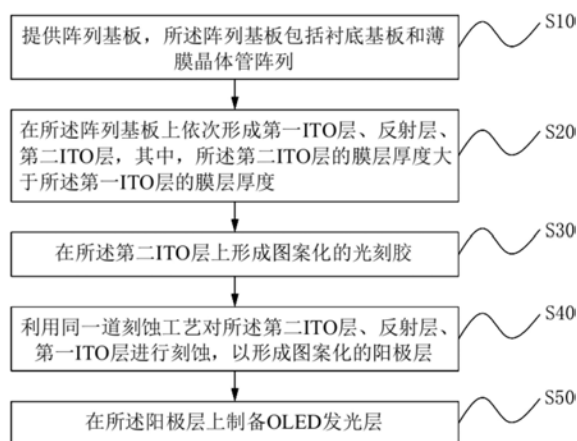 提供阵列基板，所述阵列基板包括衬底基板和薄
膜晶体管阵列
S10
在所述阵列基板上依次形成第一ITO层、反射层、
第二ITO层，其中，所述第二ITO层的膜层厚度大
于所述第一ITO层的膜层厚度
S20
在所述第二ITO层上形成图案化的光刻胶
S30
利用同一道刻蚀工艺对所述第二ITO层、反射层、
第一ITO层进行刻蚀，以形成图案化的阳极层
S40
在所述阳极层上制备OLED发光层
S50